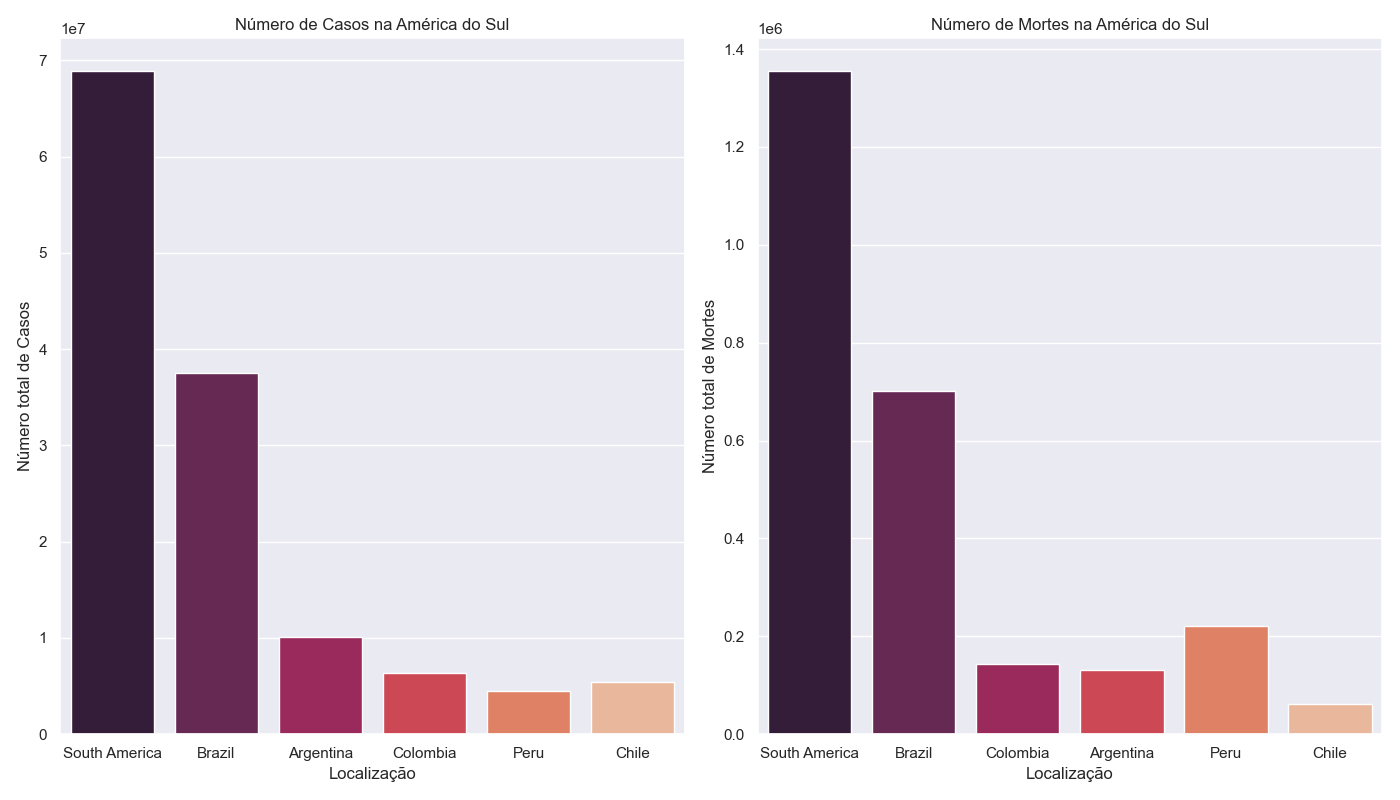 Número de Casos na América do Sul
1e7
7
6
5
4
3
2
1
0
Número total de Casos
South America Brazil Argentina Colombia Peru Chile
Localização
Número de Mortes na América do Sul
1e6
1.4
1.2
1.0
0.8
0.6
0.4
0.2
0.0
Número total de Mortes
South America Brazil Colombia Argentina Peru Chile
Localização